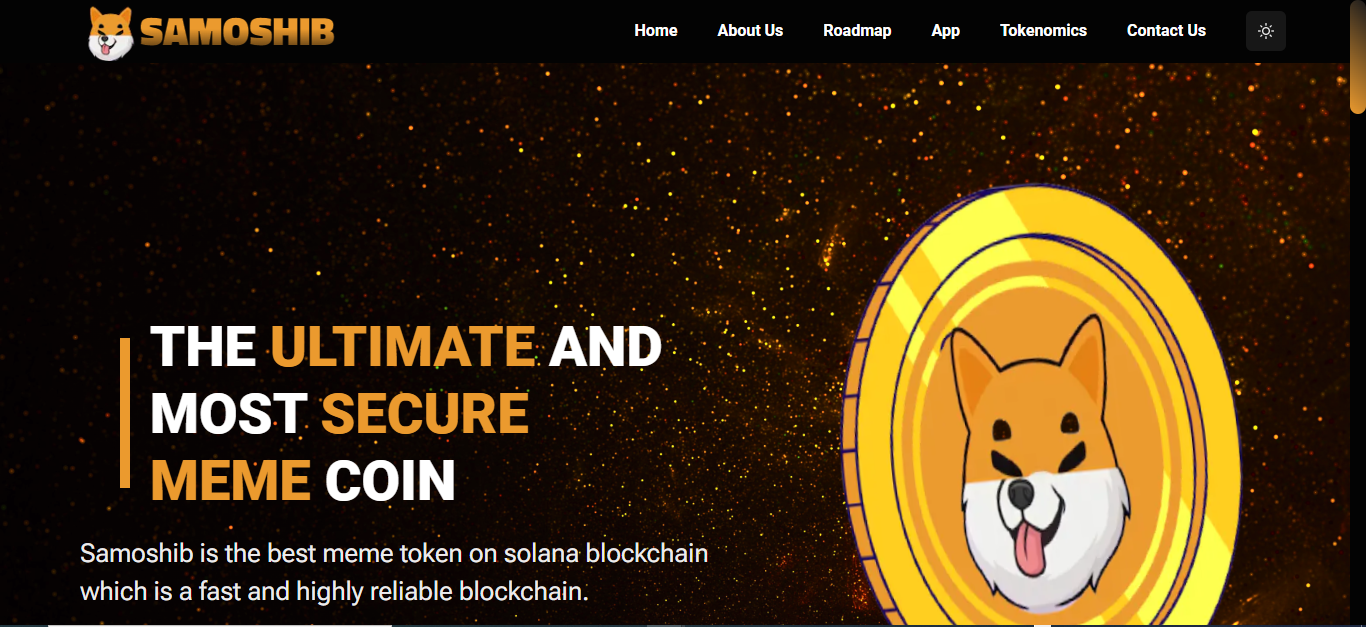 SAMOSHIB
Home About Us Roadmap App Tokenomics Contact Us
THE ULTIMATE AND
MOST SECURE
MEME COIN
Samoshib is the best meme token on solana blockchain
which is a fast and highly reliable blockchain.